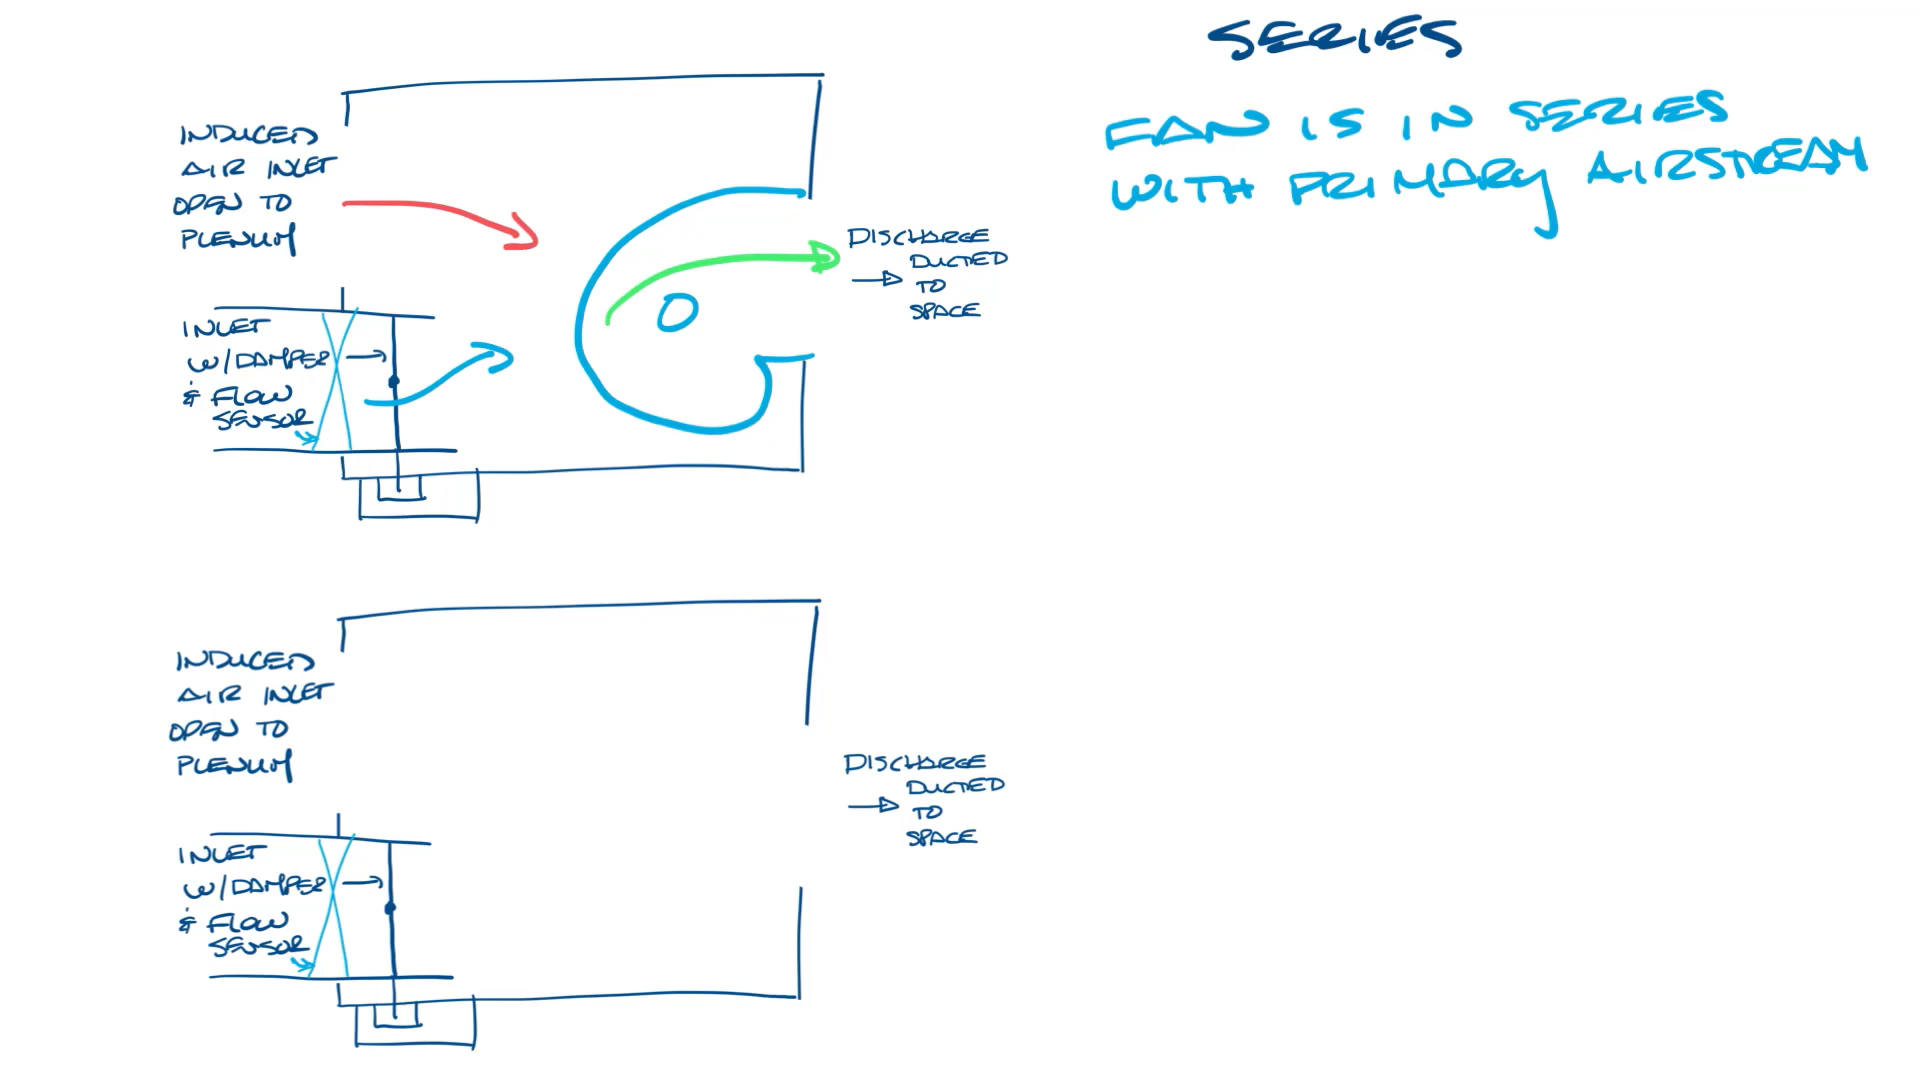 SERIES
FAN IS IN SERIES
WITH PRIMARY AIRSTREAM
INDUCED
AIR INLET
OPEN TO
PLENUM
DISCHARGE
DUCTED
TO
SPACE
INLET
W/DAMPER
& FLOW
SENSOR
INDUCED
AIR INLET
OPEN TO
PLENUM
DISCHARGE
DUCTED
TO
SPACE
INLET
W/DAMPER
& FLOW
SENSOR